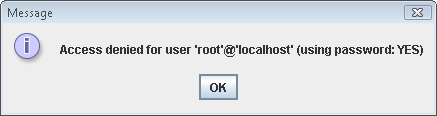 Message
Access denied for user 'root'@'localhost' (using password: YES)
OK